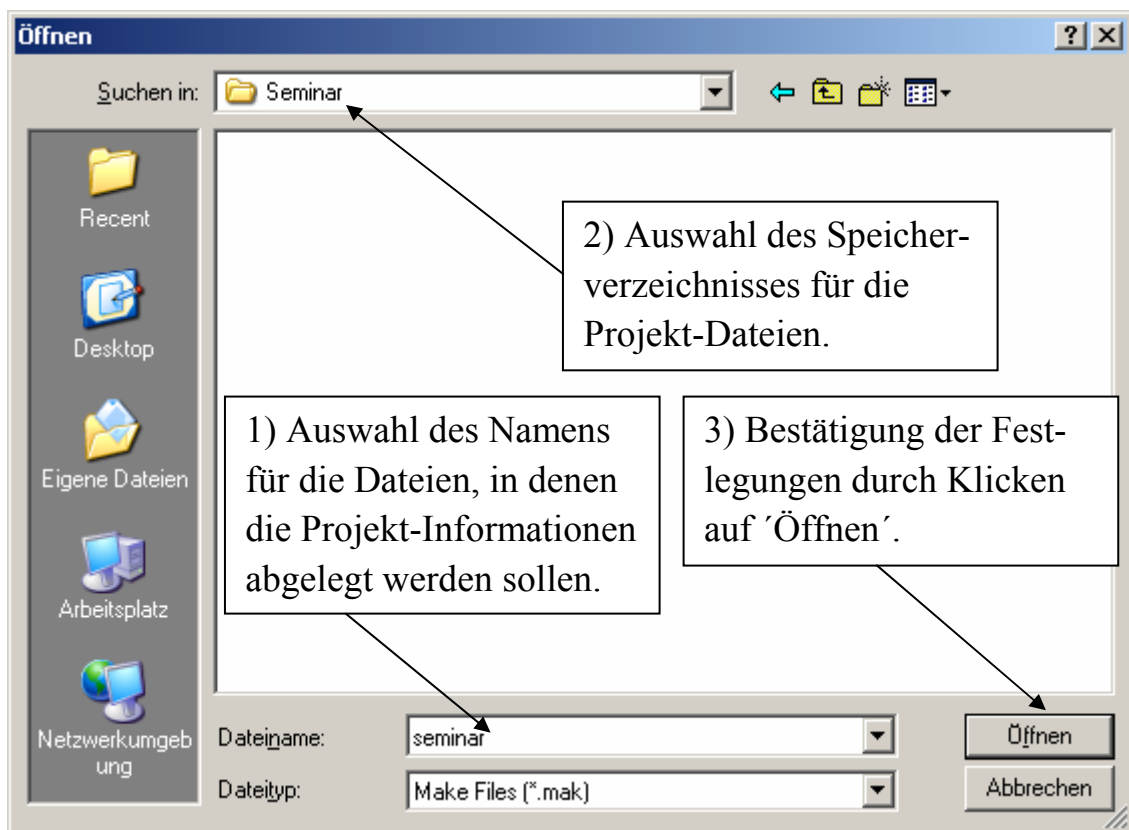 Öffnen
Suchen in:
Seminar
Recent
Desktop
Eigene Dateien
Arbeitsplatz
Netzwerkumgeb
ung
2) Auswahl des Speicher-
verzeichnisses für die
Projekt-Dateien.
1) Auswahl des Namens
für die Dateien, in denen
die Projekt-Informationen
abgelegt werden sollen.
3) Bestätigung der Fest-
legungen durch Klicken
auf ´Öffnen´.
Dateiname:
seminar
Öffnen
Dateityp:
Make Files (*.mak)
Abbrechen